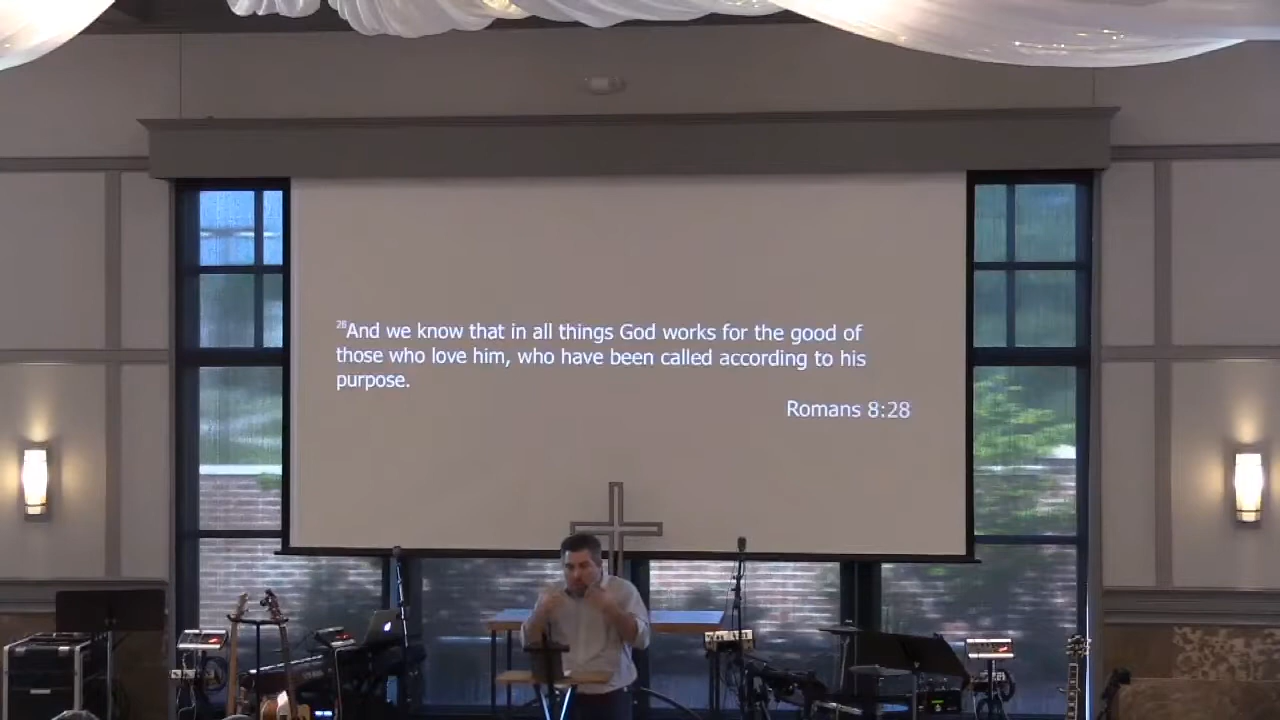 28And we know that in all things God works for the good of
those who love him, who have been called according to his
purpose.
Romans 8:28